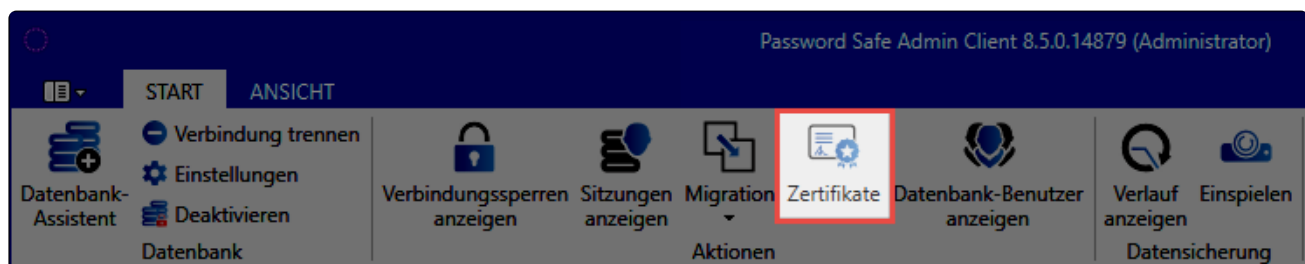 Password Safe Admin Client 8.5.0.14879 (Administrator)
START ANSICHT
Datenbank-
Assistent
Verbindung trennen
Einstellungen
Deaktivieren
Datenbank
Verbindungssperren
anzeigen
Sitzungen
anzeigen
Migration
Zertifikate
Datenbank-Benutzer
anzeigen
Aktionen
Verlauf
anzeigen
Einspielen
Datensicherung